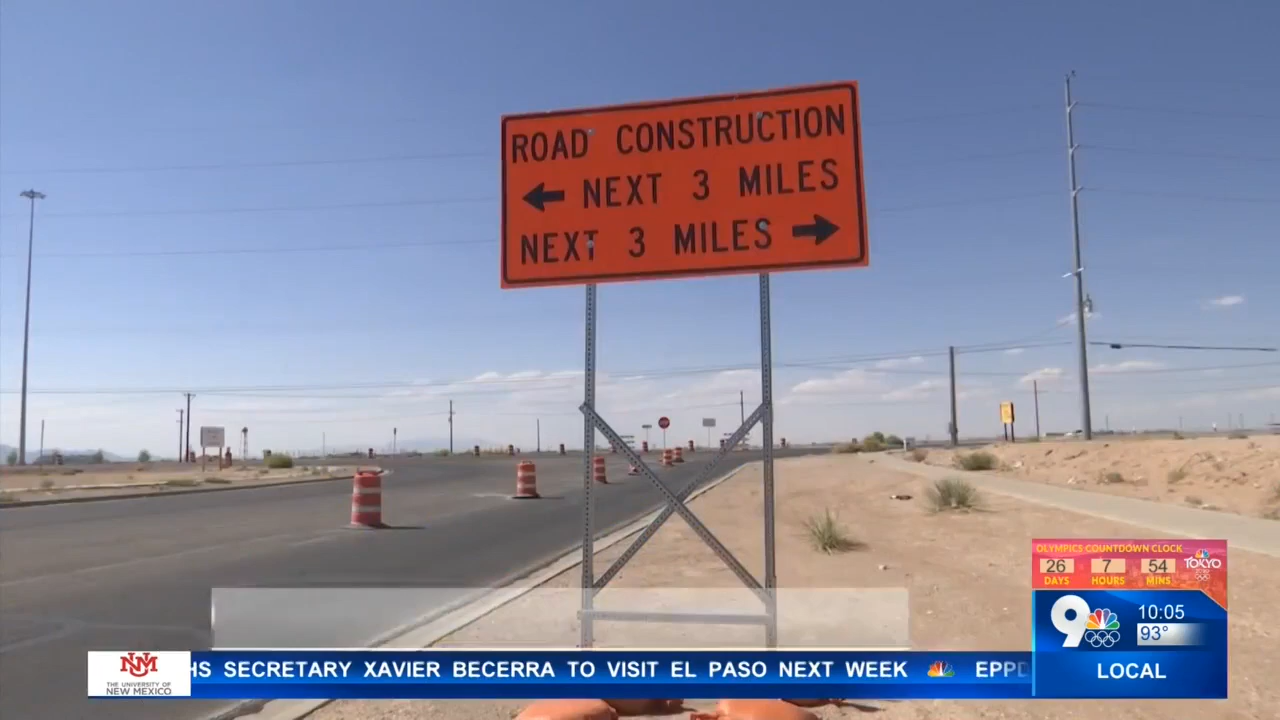 ROAD CONSTRUCTION
← NEXT 3 MILES
NEXT 3 MILES →
OLYMPICS COUNTDOWN CLOCK
26 7 54
DAYS HOURS MINS
TOKYO
9
10:05
93°
LOCAL
THE UNIVERSITY OF
NEW MEXICO
HS SECRETARY XAVIER BECERRA TO VISIT EL PASO NEXT WEEK EPPD